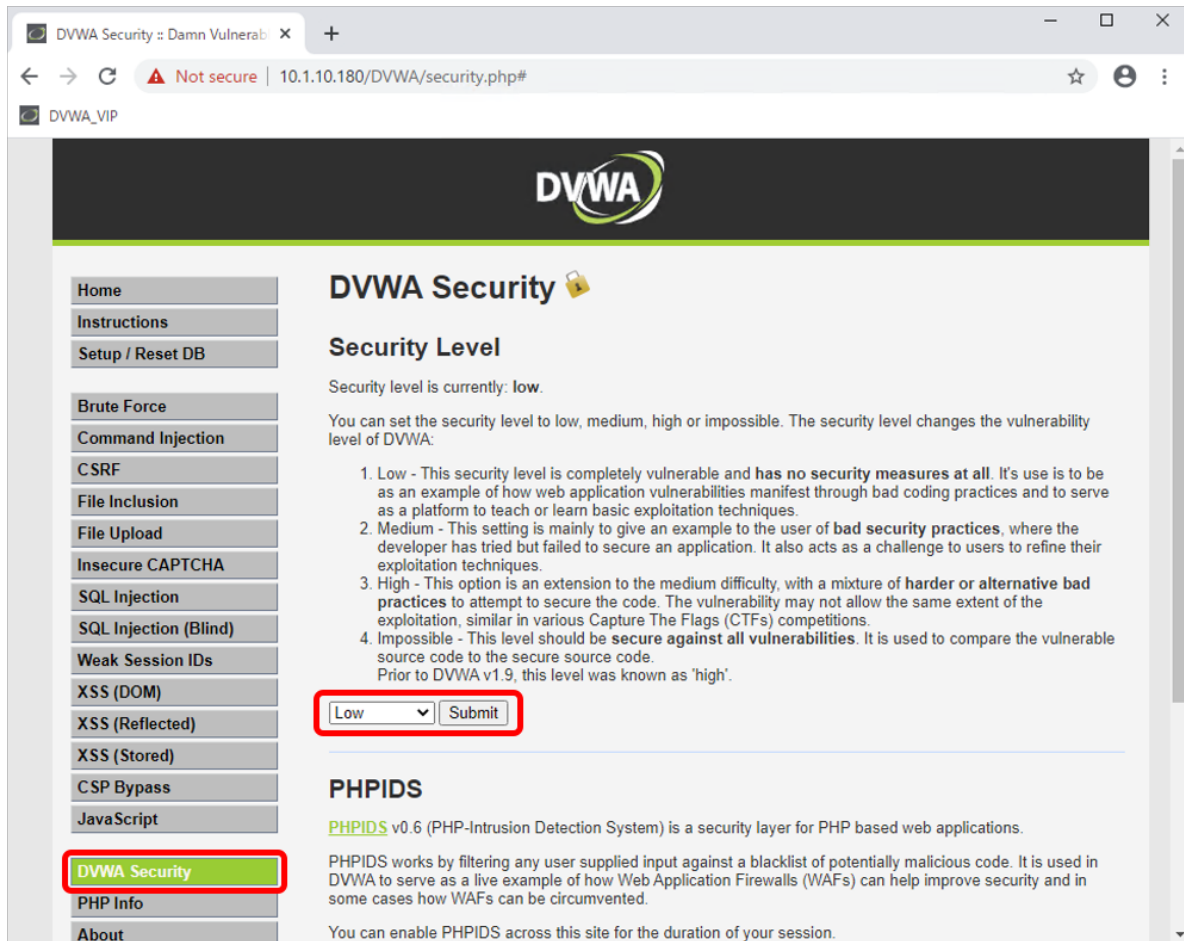 DVWA Security :: Damn Vulnerab
Not secure | 10.1.10.180/DVWA/security.php#
DVWA_VIP
DVWA
Home
Instructions
Setup / Reset DB
Brute Force
Command Injection
CSRF
File Inclusion
File Upload
Insecure CAPTCHA
SQL Injection
SQL Injection (Blind)
Weak Session IDs
XSS (DOM)
XSS (Reflected)
XSS (Stored)
CSP Bypass
JavaScript
DVWA Security
PHP Info
About
DVWA Security
Security Level
Security level is currently: low.
You can set the security level to low, medium, high or impossible. The security level changes the vulnerability
level of DVWA:
1. Low - This security level is completely vulnerable and has no security measures at all. It's use is to be
as an example of how web application vulnerabilities manifest through bad coding practices and to serve
as a platform to teach or learn basic exploitation techniques.
2. Medium - This setting is mainly to give an example to the user of bad security practices, where the
developer has tried but failed to secure an application. It also acts as a challenge to users to refine their
exploitation techniques.
3. High - This option is an extension to the medium difficulty, with a mixture of harder or alternative bad
practices to attempt to secure the code. The vulnerability may not allow the same extent of the
exploitation, similar in various Capture The Flags (CTFs) competitions.
4. Impossible - This level should be secure against all vulnerabilities. It is used to compare the vulnerable
source code to the secure source code.
Prior to DVWA v1.9, this level was known as 'high'.
Low Submit
PHPIDS
PHPIDS v0.6 (PHP-Intrusion Detection System) is a security layer for PHP based web applications.
PHPIDS works by filtering any user supplied input against a blacklist of potentially malicious code. It is used in
DVWA to serve as a live example of how Web Application Firewalls (WAFs) can help improve security and in
some cases how WAFs can be circumvented.
You can enable PHPIDS across this site for the duration of your session.